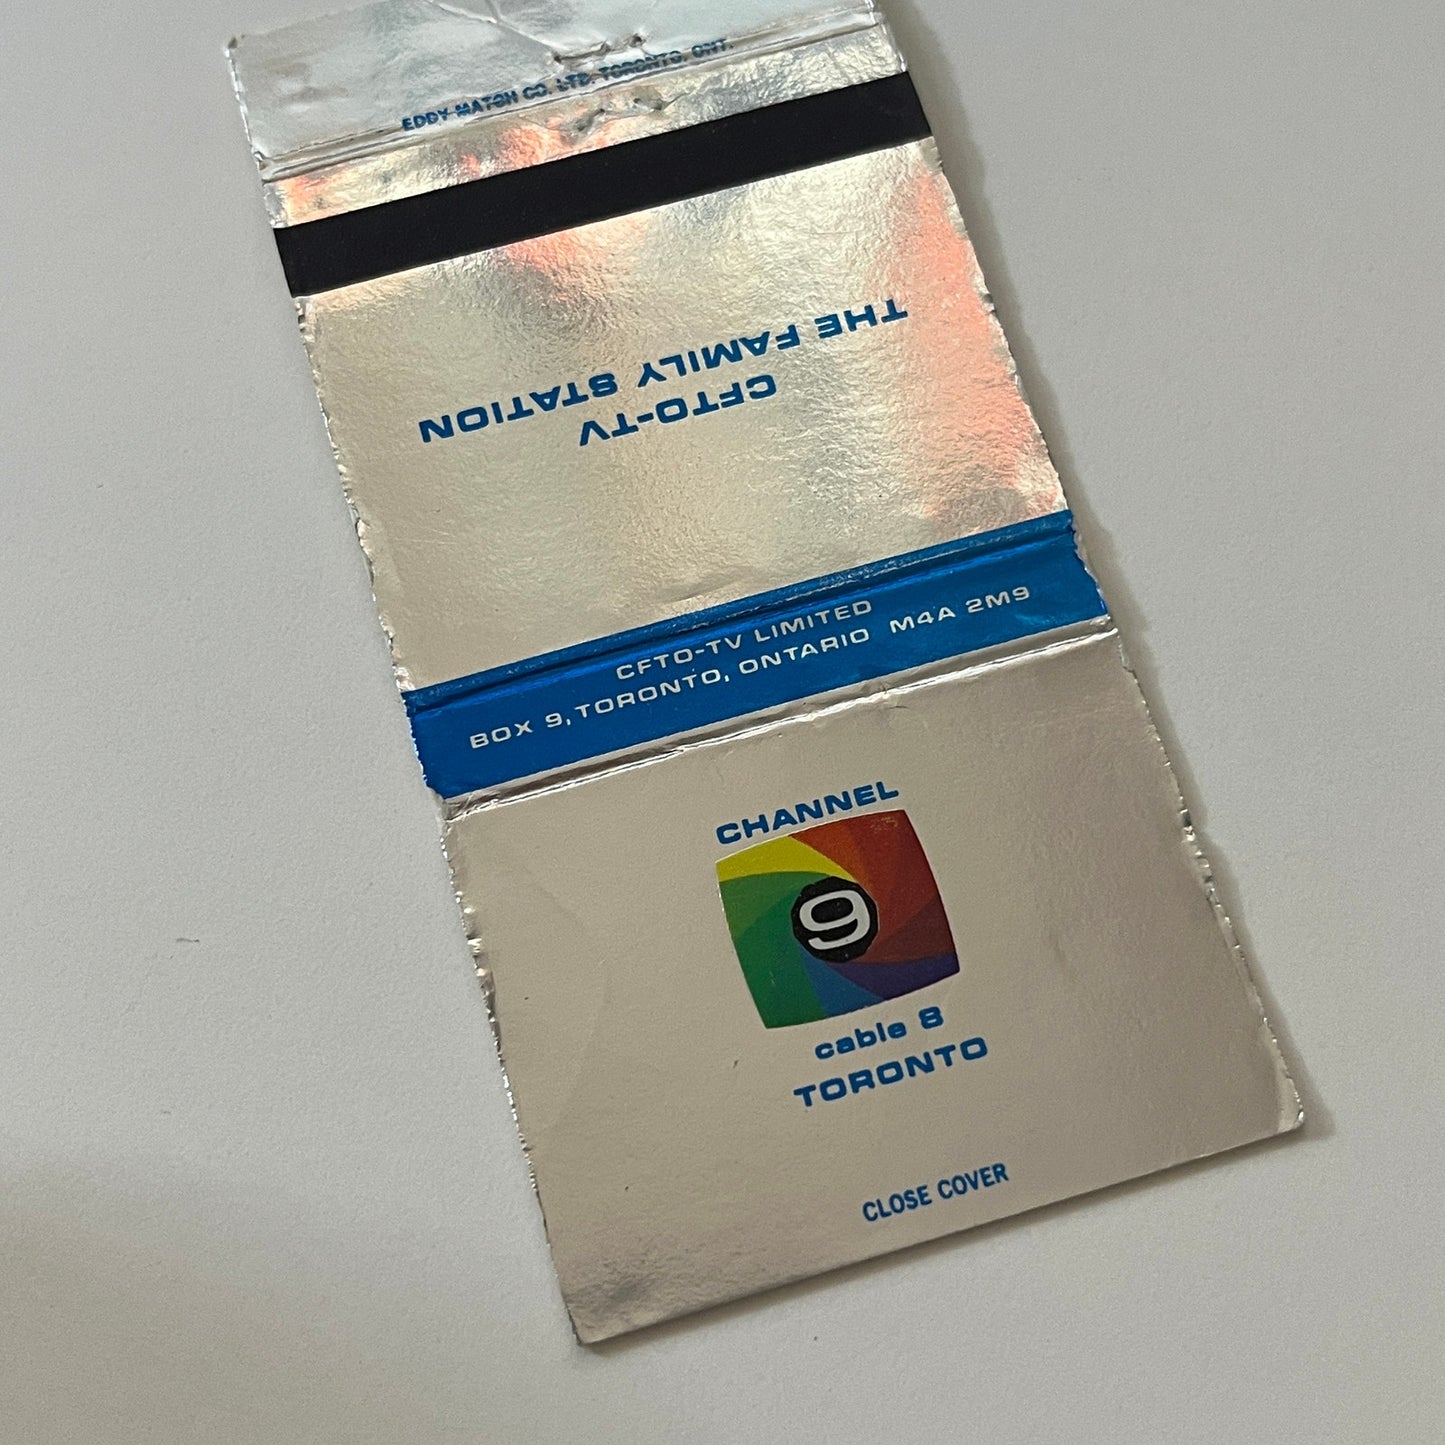 EDDY MATCH CO. LTD. TORONTO, ONT.
CFTO-TV
THE FAMILY STATION
CFTO-TV LIMITED
BOX 9, TORONTO, ONTARIO M4A 2M9
CHANNEL
9
cable 8
TORONTO
CLOSE COVER